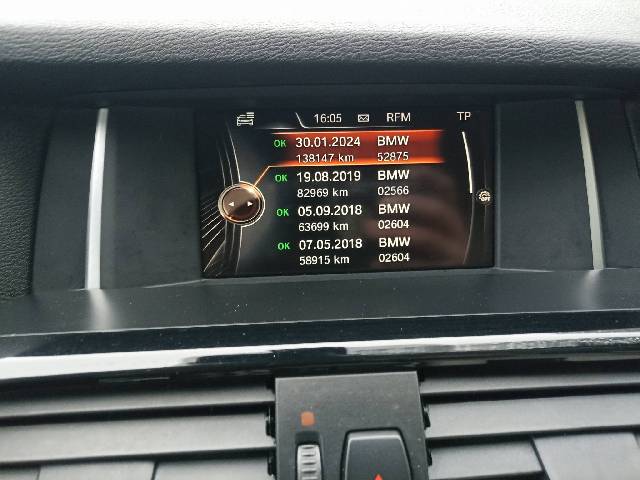 16:05 RFM TP
OK 30.01.2024 BMW
138147 km 52875
OK 19.08.2019 BMW
82969 km 02566
OK 05.09.2018 BMW
63699 km 02604
OK 07.05.2018 BMW
58915 km 02604
OFF